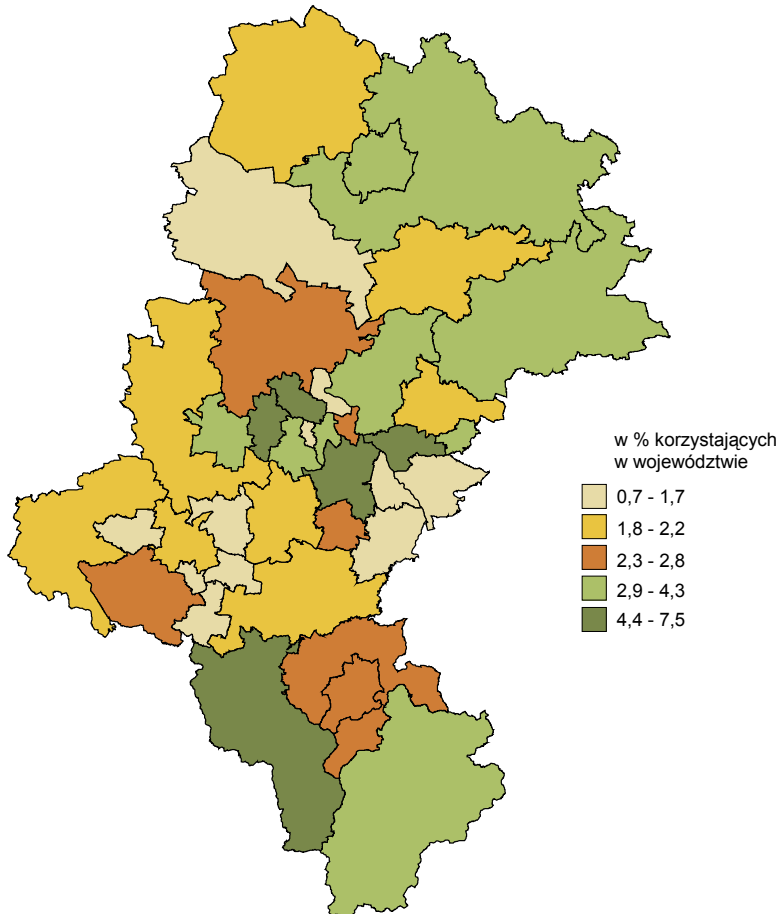 w % korzystających
w województwie
0,7 - 1,7
1,8 - 2,2
2,3 - 2,8
2,9 - 4,3
4,4 - 7,5